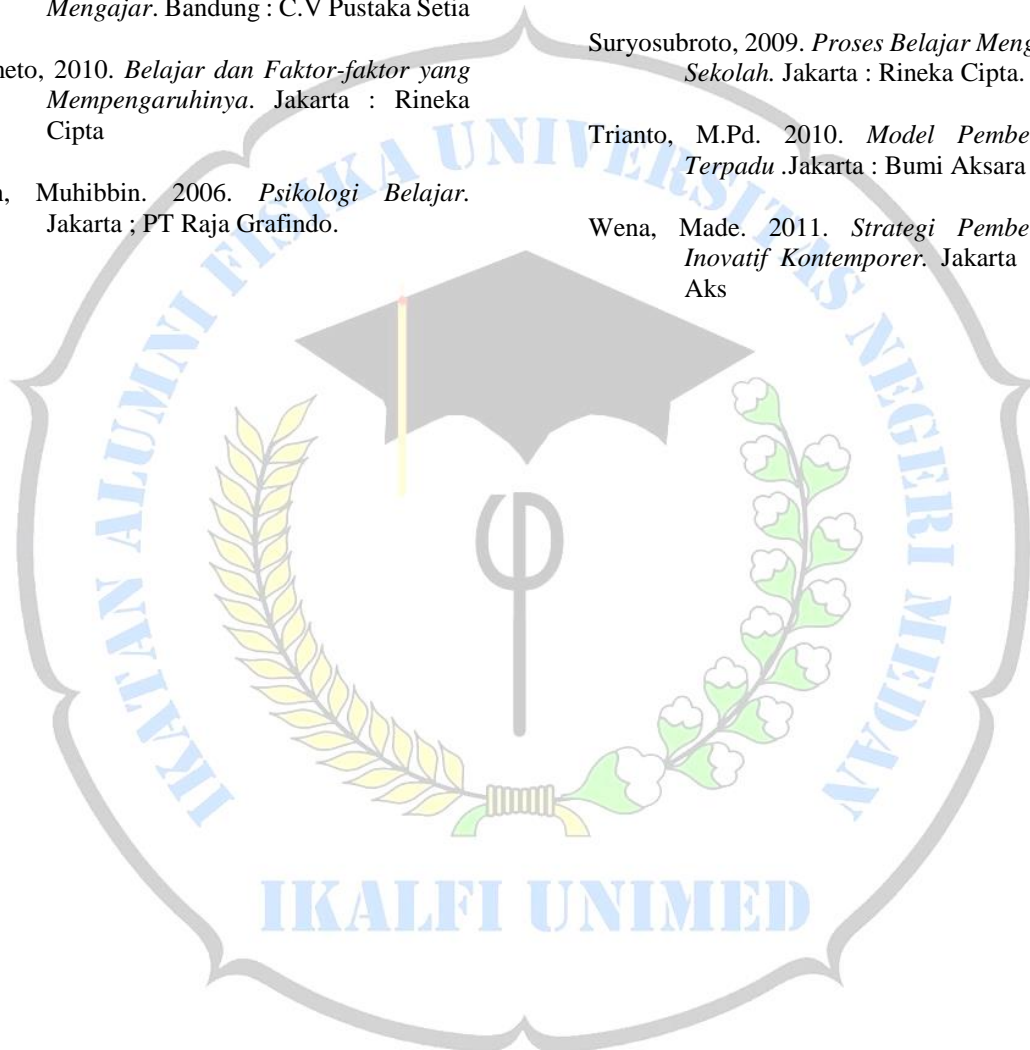 Mengajar. Bandung : C.V Pustaka Setia
neto, 2010. Belajar dan Faktor-faktor yang
Mempengaruhinya. Jakarta : Rineka
Cipta
n, Muhibbin. 2006. Psikologi Belajar.
Jakarta ; PT Raja Grafindo.
Suryosubroto, 2009. Proses Belajar Meng
Sekolah. Jakarta : Rineka Cipta.
Trianto, M.Pd. 2010. Model Pembe
Terpadu .Jakarta : Bumi Aksara
Wena, Made. 2011. Strategi Pembe
Inovatif Kontemporer. Jakarta
Aks
IKATAN ALUMNI FISIKA UNIVERSITAS NEGERI MEDAN
φ
IKALFI UNIMED